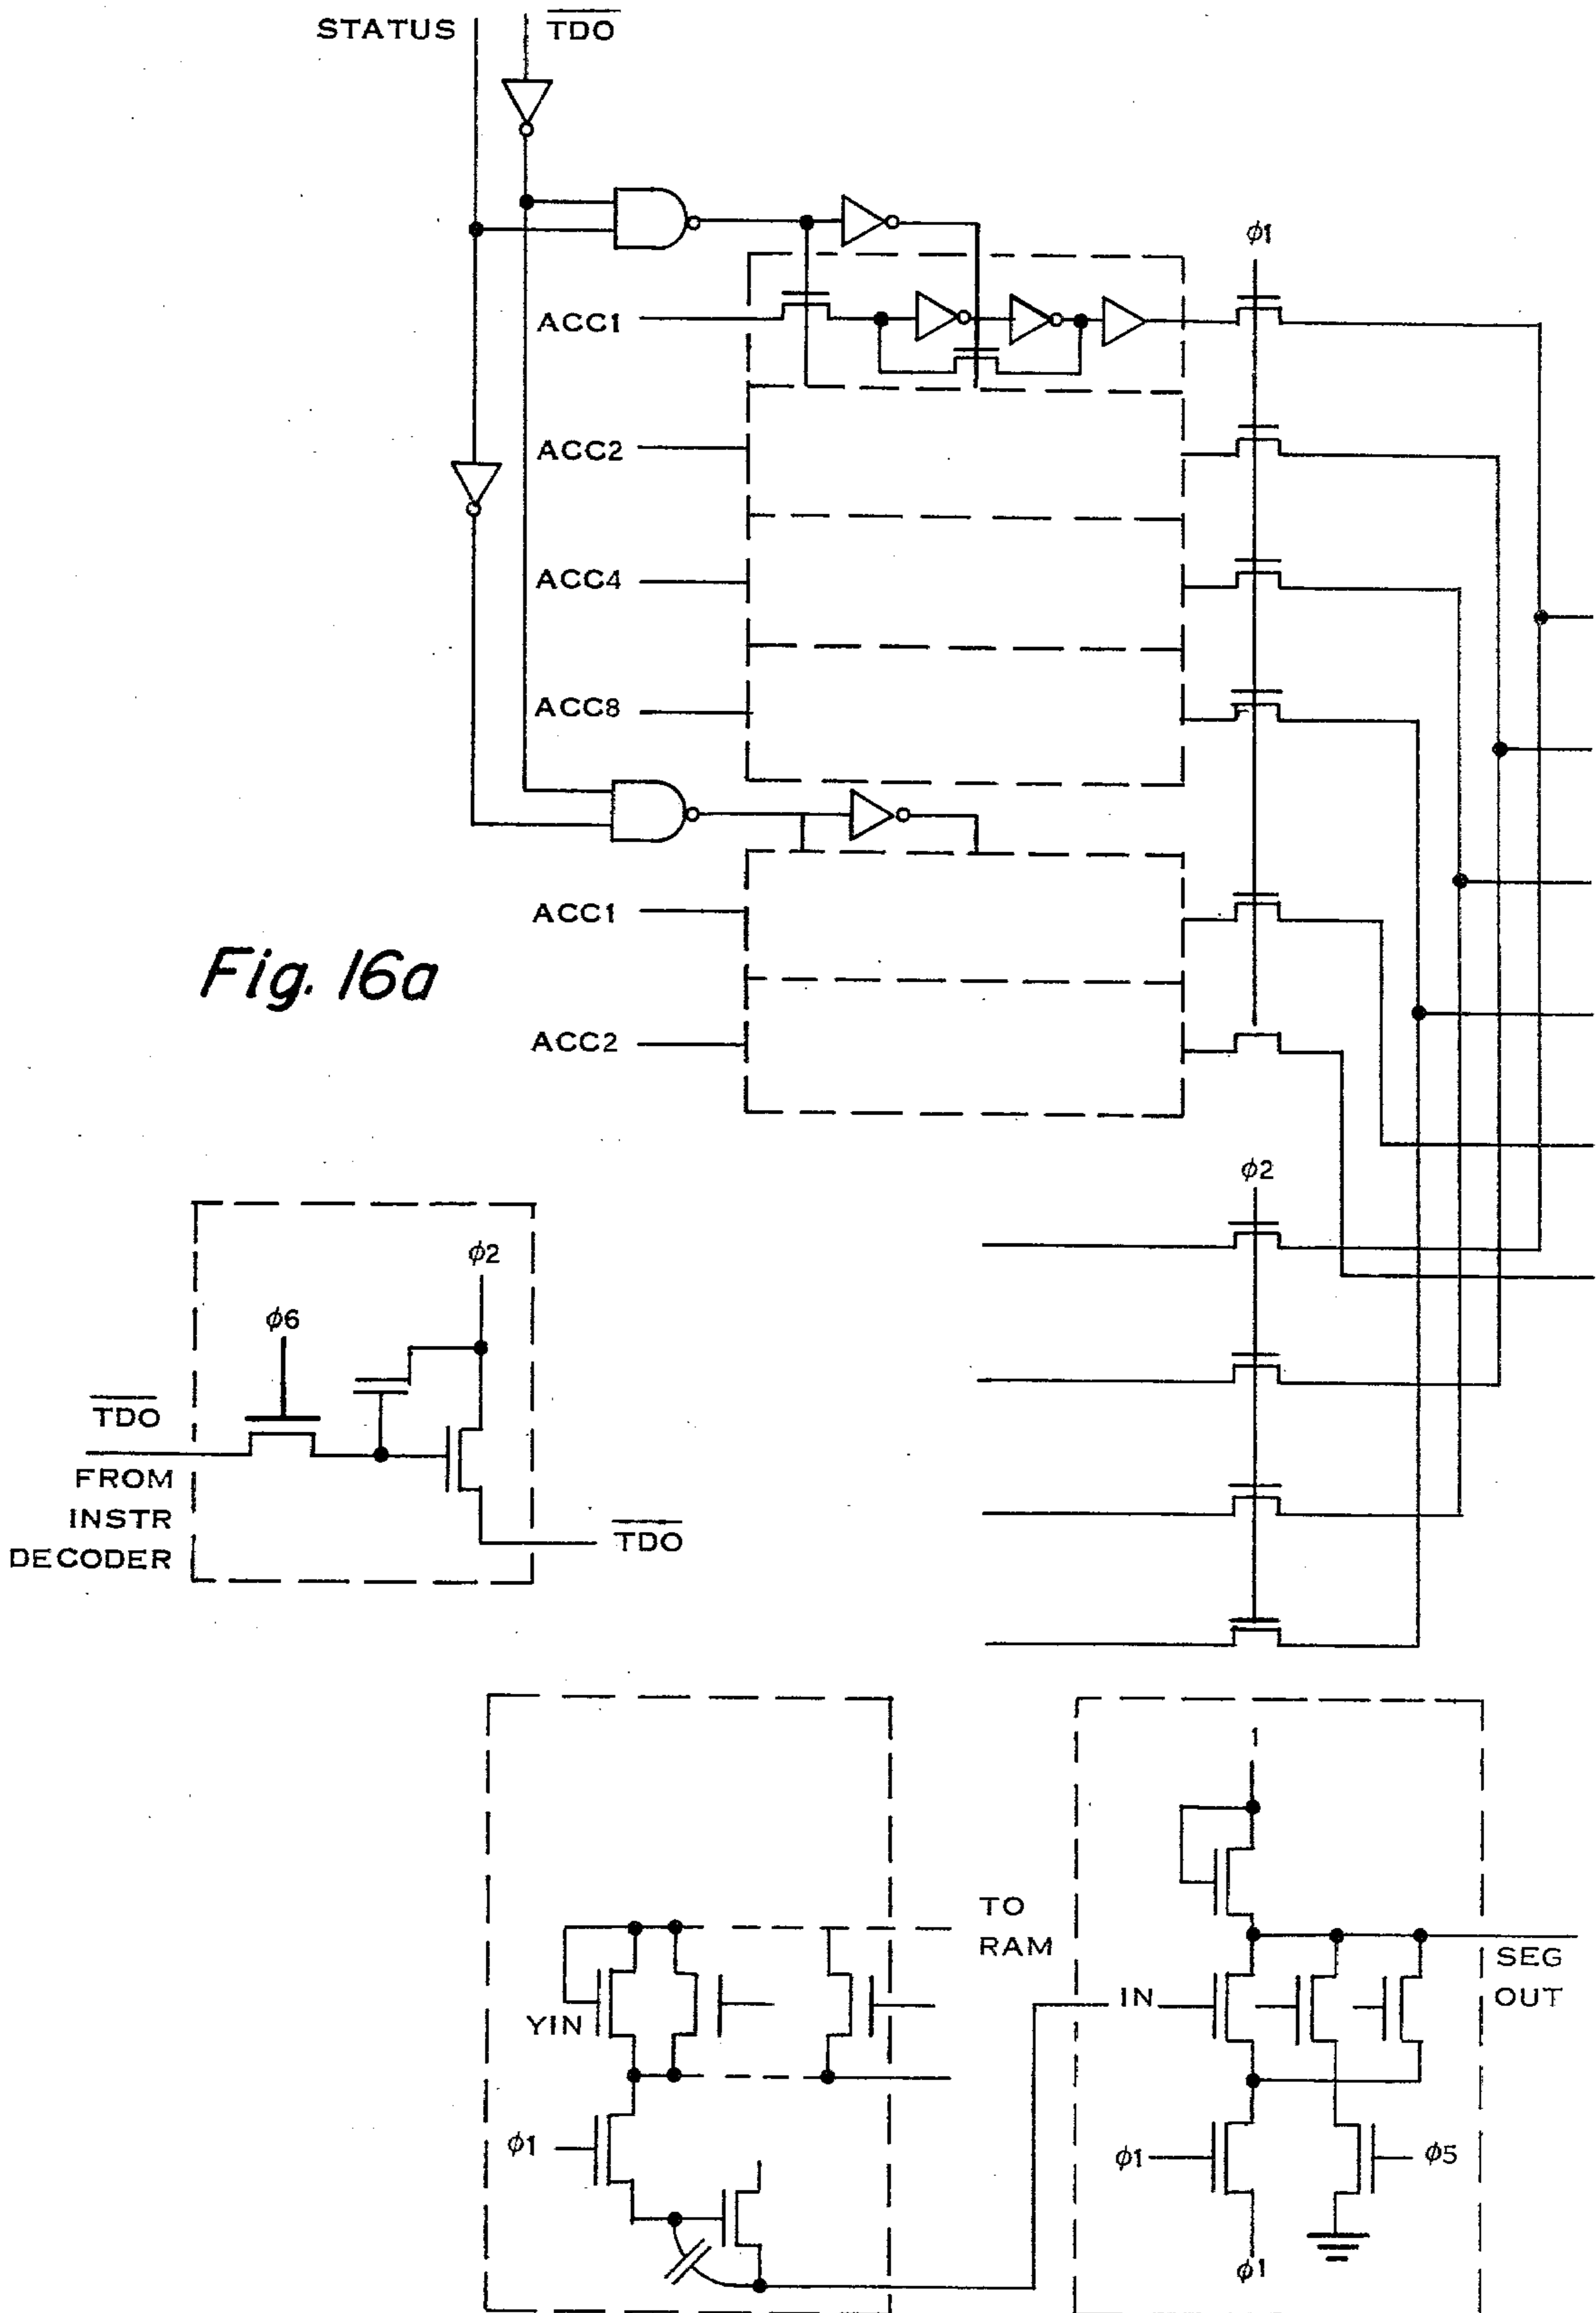 STATUS
TDO
φ1
ACC1
ACC2
ACC4
ACC8
ACC1
Fig. 16a
ACC2
φ2
φ2
φ6
TDO
FROM
INSTR
DECODER
TDO
1
TO
RAM
SEG
OUT
IN
YIN
φ1
φ1
φ5
φ1